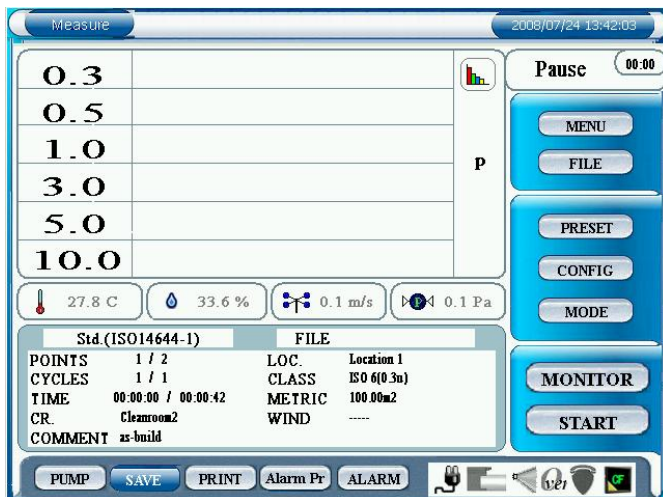 Measure 2008/07/24 13:42:03
0.3
0.5
1.0
3.0
5.0
10.0
P
Pause 00:00
MENU
FILE
PRESET
CONFIG
MODE
MONITOR
START
27.8 C 33.6 % 0.1 m/s P 0.1 Pa
Std.(ISO14644-1) FILE
POINTS 1 / 2 LOC. Location 1
CYCLES 1 / 1 CLASS ISO 6(0.3u)
TIME 00:00:00 / 00:00:42 METRIC 100.00m2
CR. Cleanroom2 WIND -----
COMMENT as-build
PUMP SAVE PRINT Alarm Pr ALARM CF